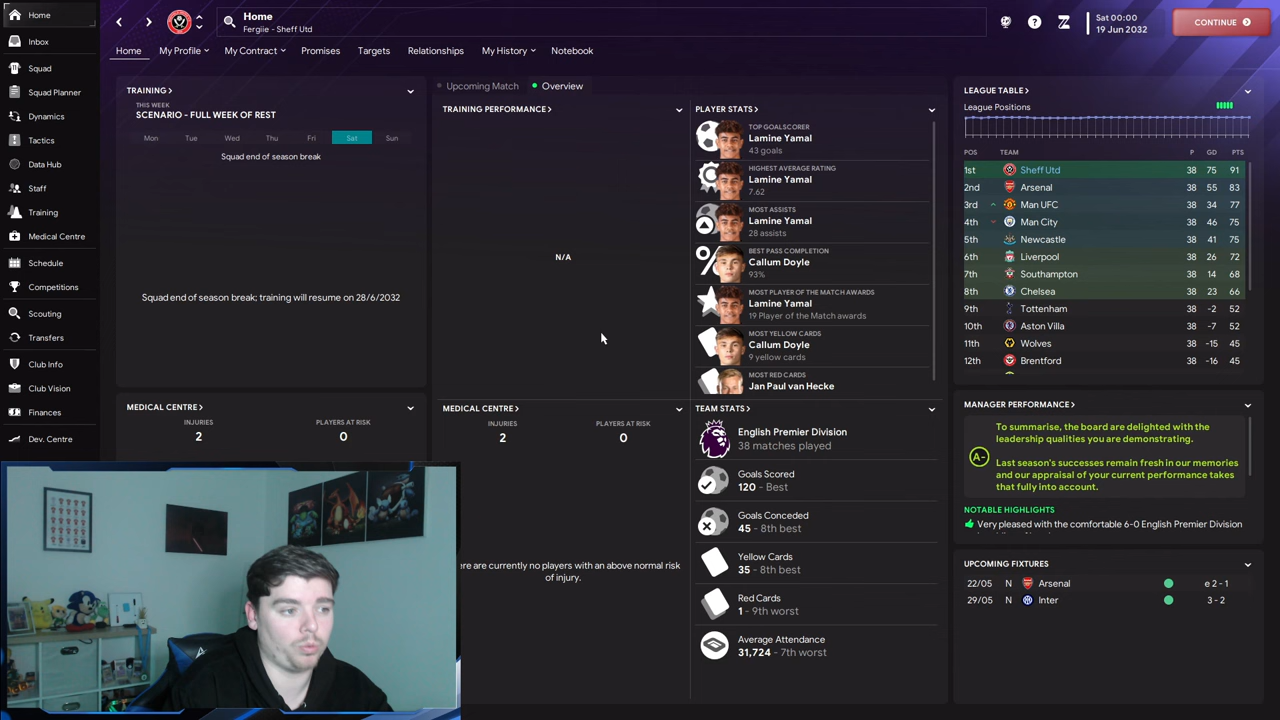 Home
Inbox
Squad
Squad Planner
Dynamics
Tactics
Data Hub
Staff
Training
Medical Centre
Schedule
Competitions
Scouting
Transfers
Club Info
Club Vision
Finances
Dev. Centre
Home
Fergiie - Sheff Utd
Sat 00:00
19 Jun 2032
CONTINUE
Home My Profile My Contract Promises Targets Relationships My History Notebook
TRAINING >
THIS WEEK
SCENARIO - FULL WEEK OF REST
Mon Tue Wed Thu Fri Sat Sun
Squad end of season break
Squad end of season break; training will resume on 28/6/2032
MEDICAL CENTRE >
INJURIES PLAYERS AT RISK
2 0
Upcoming Match Overview
TRAINING PERFORMANCE >
N/A
MEDICAL CENTRE >
INJURIES PLAYERS AT RISK
2 0
ere are currently no players with an above normal risk
of injury.
PLAYER STATS >
TOP GOALSCORER
Lamine Yamal
43 goals
HIGHEST AVERAGE RATING
Lamine Yamal
7.62
MOST ASSISTS
Lamine Yamal
28 assists
BEST PASS COMPLETION
Callum Doyle
93%
MOST PLAYER OF THE MATCH AWARDS
Lamine Yamal
19 Player of the Match awards
MOST YELLOW CARDS
Callum Doyle
9 yellow cards
MOST RED CARDS
Jan Paul van Hecke
TEAM STATS >
English Premier Division
38 matches played
Goals Scored
120 - Best
Goals Conceded
45 - 8th best
Yellow Cards
35 - 8th best
Red Cards
1 - 9th worst
Average Attendance
31,724 - 7th worst
LEAGUE TABLE >
League Positions
POS TEAM P GD PTS
1st Sheff Utd 38 75 91
2nd Arsenal 38 55 83
3rd Man UFC 38 34 77
4th Man City 38 46 75
5th Newcastle 38 41 75
6th Liverpool 38 26 72
7th Southampton 38 14 68
8th Chelsea 38 23 66
9th Tottenham 38 -2 52
10th Aston Villa 38 -7 52
11th Wolves 38 -15 45
12th Brentford 38 -16 45
MANAGER PERFORMANCE >
A-
To summarise, the board are delighted with the
leadership qualities you are demonstrating.
Last season's successes remain fresh in our memories
and our appraisal of your current performance takes
that fully into account.
NOTABLE HIGHLIGHTS
Very pleased with the comfortable 6-0 English Premier Division
UPCOMING FIXTURES
22/05 N Arsenal e 2 - 1
29/05 N Inter 3 - 2